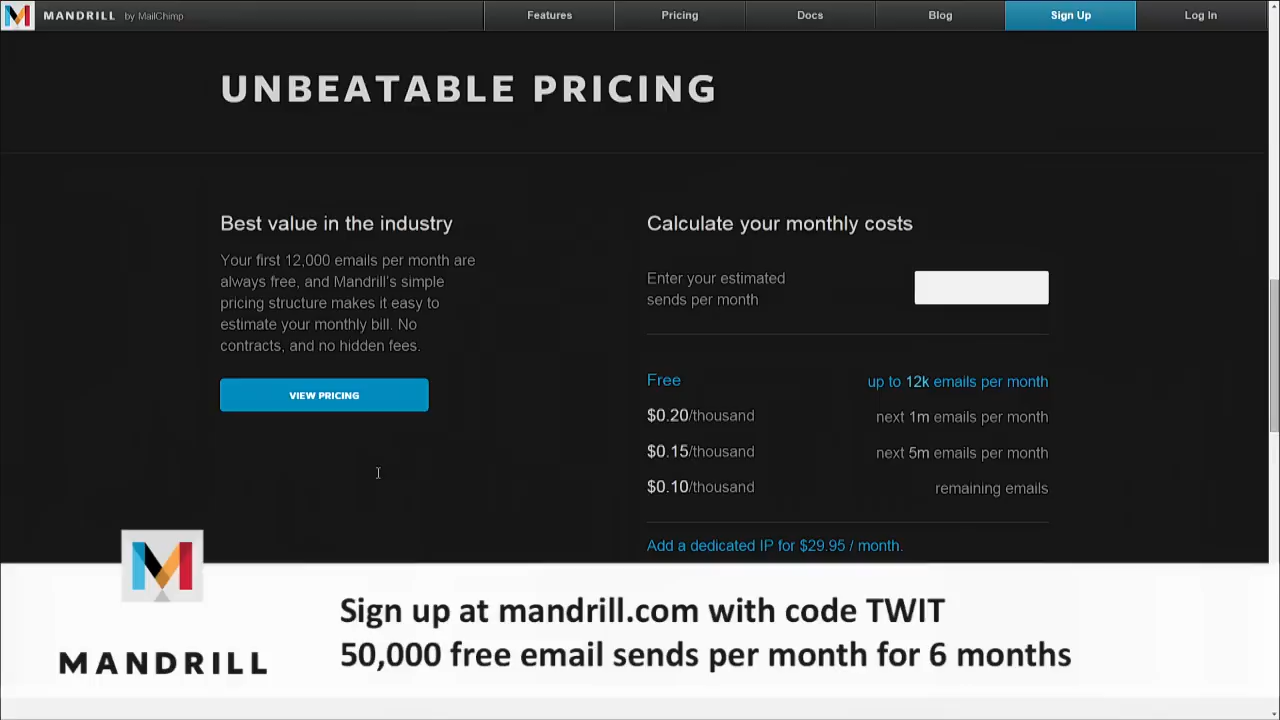 MANDRILL by MailChimp
Features
Pricing
Docs
Blog
Sign Up
Log In
UNBEATABLE PRICING
Best value in the industry
Your first 12,000 emails per month are
always free, and Mandrill's simple
pricing structure makes it easy to
estimate your monthly bill. No
contracts, and no hidden fees.
VIEW PRICING
Calculate your monthly costs
Enter your estimated
sends per month
Free up to 12k emails per month
$0.20/thousand next 1m emails per month
$0.15/thousand next 5m emails per month
$0.10/thousand remaining emails
Add a dedicated IP for $29.95 / month.
MANDRILL
Sign up at mandrill.com with code TWIT
50,000 free email sends per month for 6 months